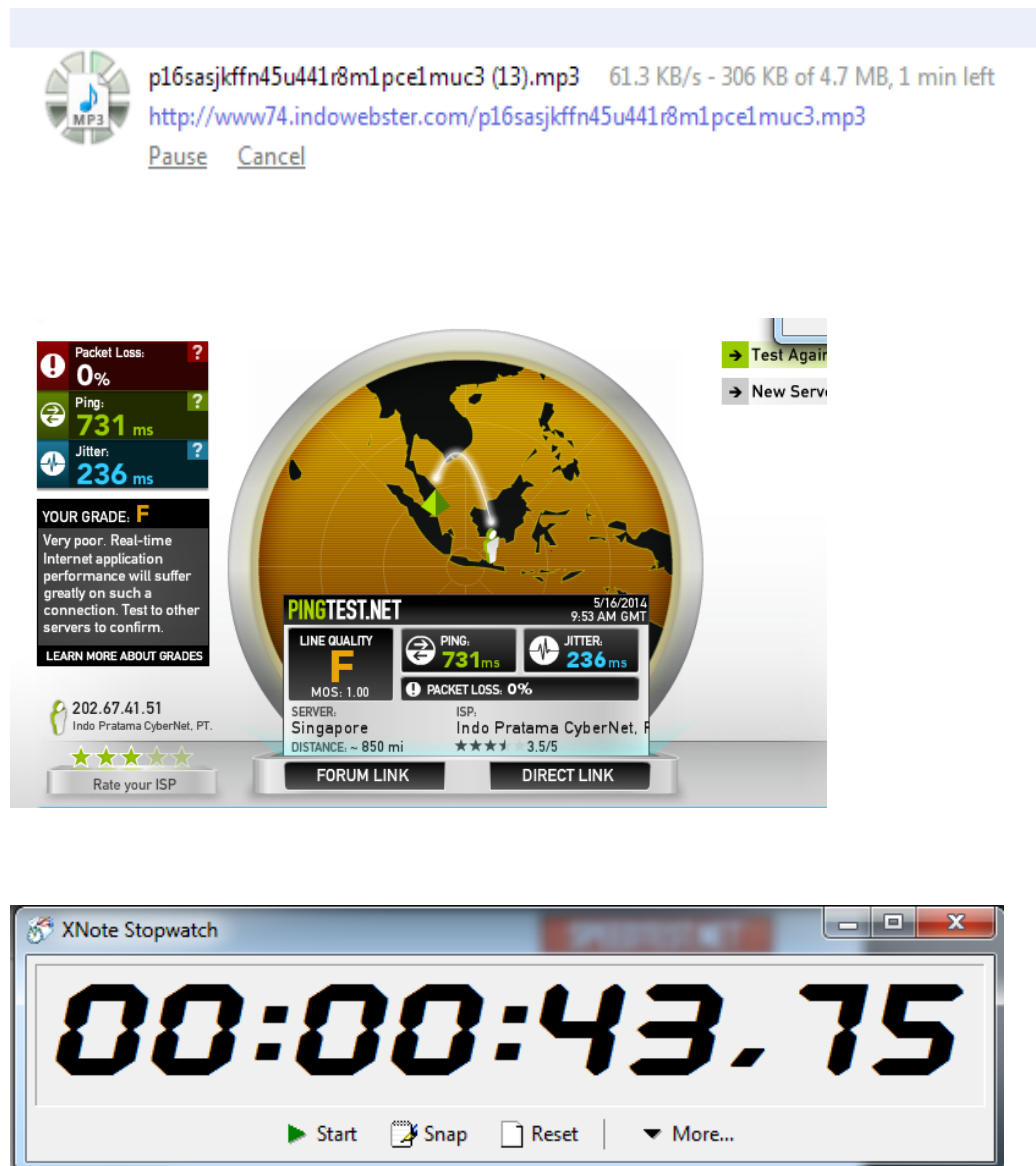 p16sasjkffn45u441r8m1pce1muc3 (13).mp3 61.3 KB/s - 306 KB of 4.7 MB, 1 min left
MP3
http://www74.indowebster.com/p16sasjkffn45u441r8m1pce1muc3.mp3
Pause Cancel
Packet Loss: ?
0%
Ping: ?
731 ms
Jitter: ?
236 ms
YOUR GRADE: F
Very poor. Real-time
Internet application
performance will suffer
greatly on such a
connection. Test to other
servers to confirm.
LEARN MORE ABOUT GRADES
202.67.41.51
Indo Pratama CyberNet, PT.
Rate your ISP
Test Again
New Serv
PINGTEST.NET
5/16/2014
9:53 AM GMT
LINE QUALITY
F
MOS: 1.00
PING:
731ms
JITTER:
236ms
PACKET LOSS: 0%
SERVER:
Singapore
DISTANCE: ~ 850 mi
ISP:
Indo Pratama CyberNet, P
3.5/5
FORUM LINK DIRECT LINK
XNote Stopwatch
SPEEDTEST.NET
00:00:43.75
Start Snap Reset More...